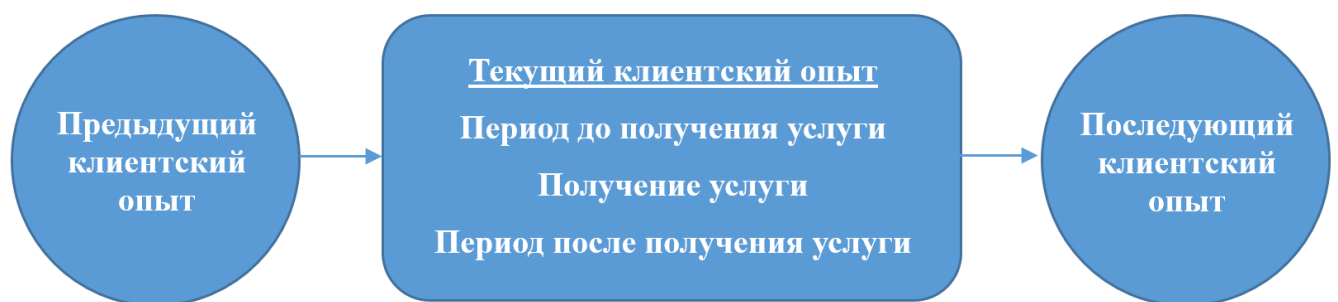 Предыдущий
клиентский
опыт
Текущий клиентский опыт
Период до получения услуги
Получение услуги
Период после получения услуги
Последующий
клиентский
опыт